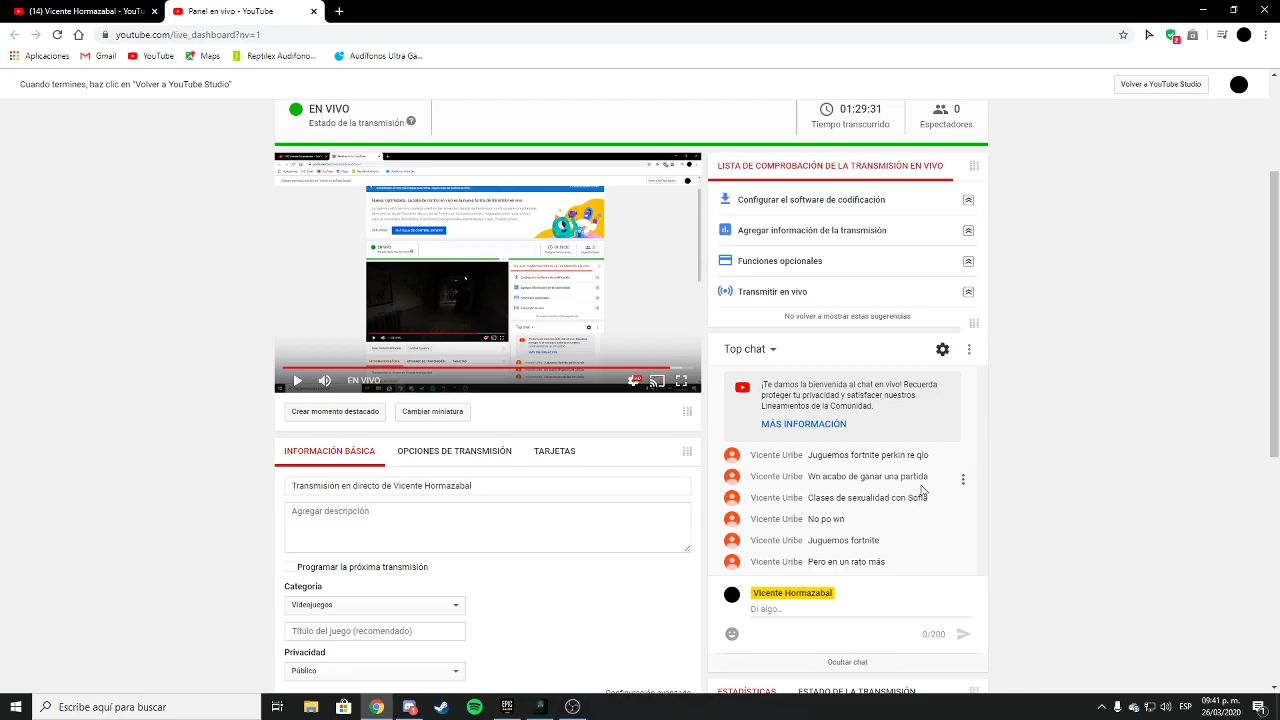 (14) Vicente Hormazabal - YouTu
Panel en vivo - YouTube
youtube.com/live_dashboard?nv=1
Aplicaciones
Gmail
YouTube
Maps
Reptilex Audífono...
Audífonos Ultra Ga...
Cuando termines, haz clic en "Volver a YouTube Studio"
Volver a YouTube Studio
EN VIVO
Estado de la transmisión
01:29:31
Tiempo transcurrido
0
Espectadores
EN VIVO
HD
Crear momento destacado
Cambiar miniatura
INFORMACIÓN BÁSICA
OPCIONES DE TRANSMISIÓN
TARJETAS
Transmisión en directo de Vicente Hormazabal
Agregar descripción
Programar la próxima transmisión
Categoría
Videojuegos
Título del juego (recomendado)
Privacidad
Público
Configuración avanzada
LISTA DE COMPROBACIÓN DE LA TRANSMISIÓN EN VIVO
Configurar el software de codificación
Agregar información de la transmisión
Funciones opcionales
Transmitir en vivo
No volver a mostrar estas sugerencias
Top chat
¡Te damos la bienvenida al chat en vivo! Recuerda
proteger tu privacidad y satisfacer nuestros
Lineamientos de la Comunidad.
MÁS INFORMACIÓN
Vicente Uribe Juguemos fortnite perkin re qlo
Vicente Uribe Wn acabo de ganar una partida
Vicente Uribe Clases de sexualidad con Sofia
Vicente Uribe No po wn
Vicente Uribe Juguemos fortnite
Vicente Uribe Pero en un rato más
Vicente Hormazabal
Di algo...
0/200
Ocultar chat
ESTADÍSTICAS
ESTADO DE LA TRANSMISIÓN
Escribe aquí para buscar
ESP
09:41 p. m.
26/03/2020